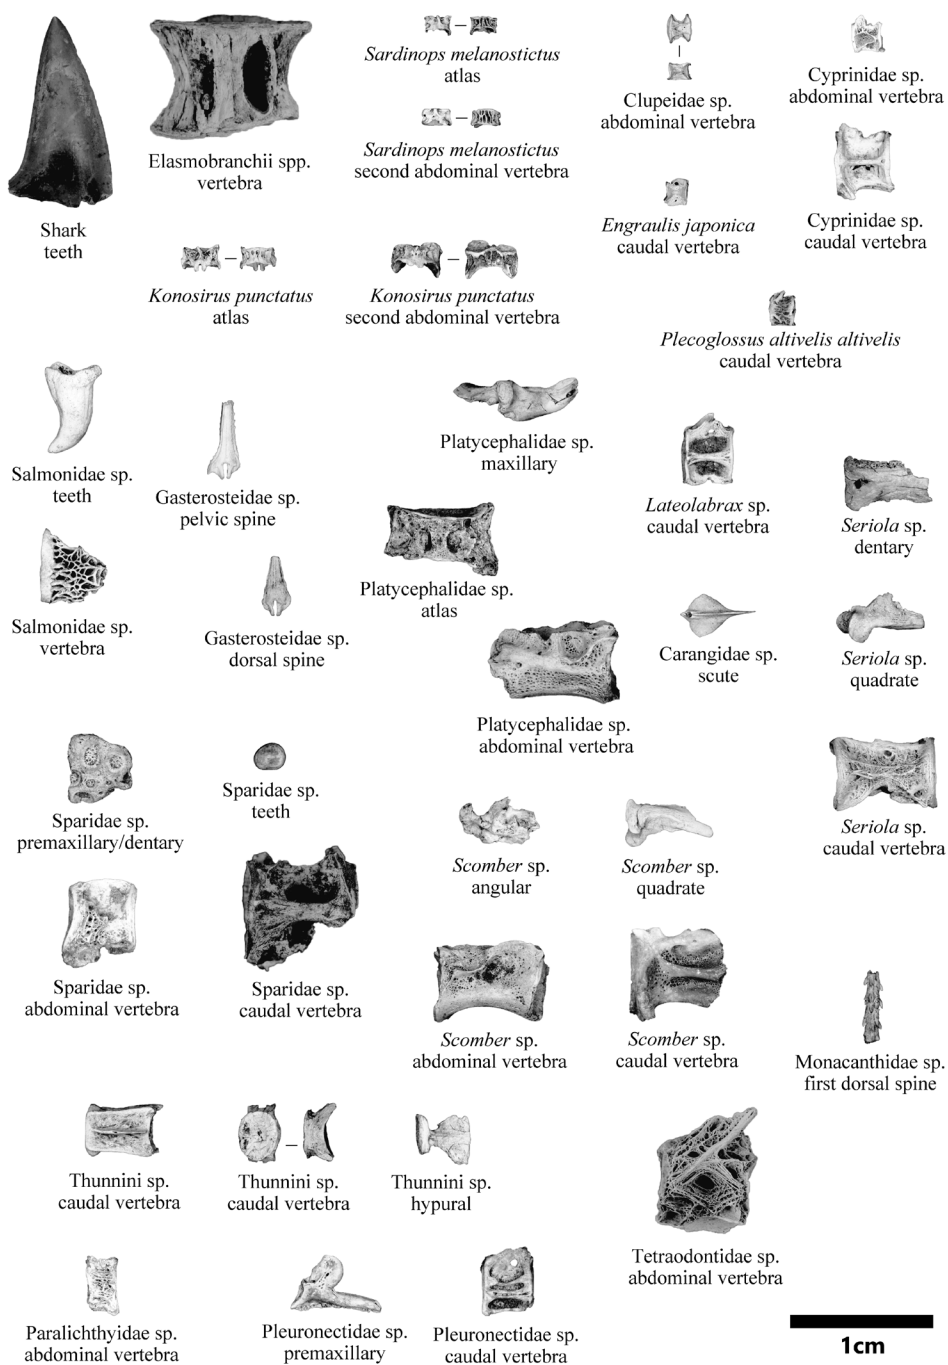 Shark
teeth
Elasmobranchii spp.
vertebra
Sardinops melanostictus
atlas
Sardinops melanostictus
second abdominal vertebra
Clupeidae sp.
abdominal vertebra
Cyprinidae sp.
abdominal vertebra
Engraulis japonica
caudal vertebra
Cyprinidae sp.
caudal vertebra
Konosirus punctatus
atlas
Konosirus punctatus
second abdominal vertebra
Plecoglossus altivelis altivelis
caudal vertebra
Salmonidae sp.
teeth
Gasterosteidae sp.
pelvic spine
Platycephalidae sp.
maxillary
Lateolabrax sp.
caudal vertebra
Seriola sp.
dentary
Salmonidae sp.
vertebra
Gasterosteidae sp.
dorsal spine
Platycephalidae sp.
atlas
Carangidae sp.
scute
Seriola sp.
quadrate
Platycephalidae sp.
abdominal vertebra
Sparidae sp.
premaxillary/dentary
Sparidae sp.
teeth
Scomber sp.
angular
Scomber sp.
quadrate
Seriola sp.
caudal vertebra
Sparidae sp.
abdominal vertebra
Sparidae sp.
caudal vertebra
Scomber sp.
abdominal vertebra
Scomber sp.
caudal vertebra
Monacanthidae sp.
first dorsal spine
Thunnini sp.
caudal vertebra
Thunnini sp.
caudal vertebra
Thunnini sp.
hypural
Tetraodontidae sp.
abdominal vertebra
Paralichthyidae sp.
abdominal vertebra
Pleuronectidae sp.
premaxillary
Pleuronectidae sp.
caudal vertebra
1cm